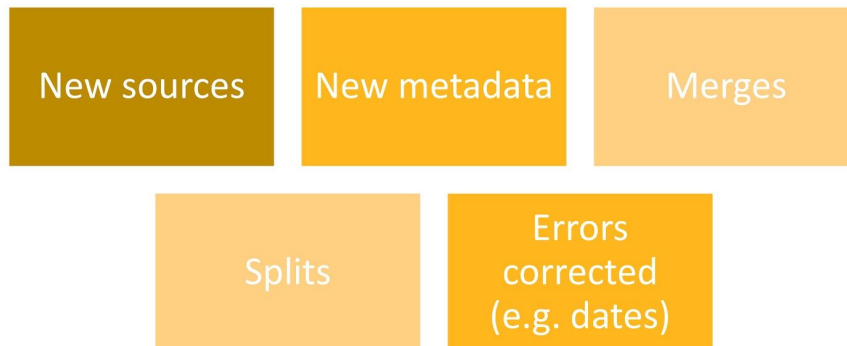 New sources
New metadata
Merges
Splits
Errors
corrected
(e.g. dates)